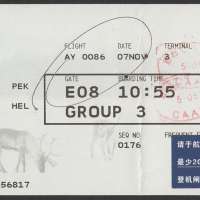 FLIGHT DATE TERMINAL
AY 0086 07NOV 3
GATE BOARDING TIME
PEK E08 10:55
HEL GROUP 3
SEQ NO
0176
请于航
最少20
登机闸
56817